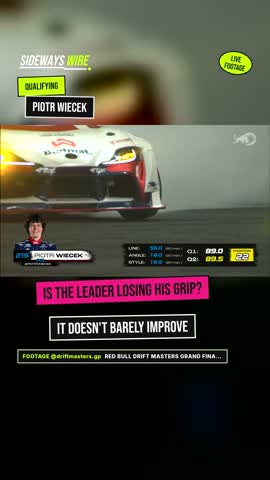 SIDEWAYS WIRE.
LIVE FOOTAGE
QUALIFYING
PIOTR WIECEK
215 PIOTR WIECEK
LINE:
ANGLE: 18.0
STYLE: 15.5
Q1: 89.0
Q2: 89.5
POSITION
22
IS THE LEADER LOSING HIS GRIP?
IT DOESN'T BARELY IMPROVE
FOOTAGE @driftmasters.gp RED BULL DRIFT MASTERS GRAND FINA...